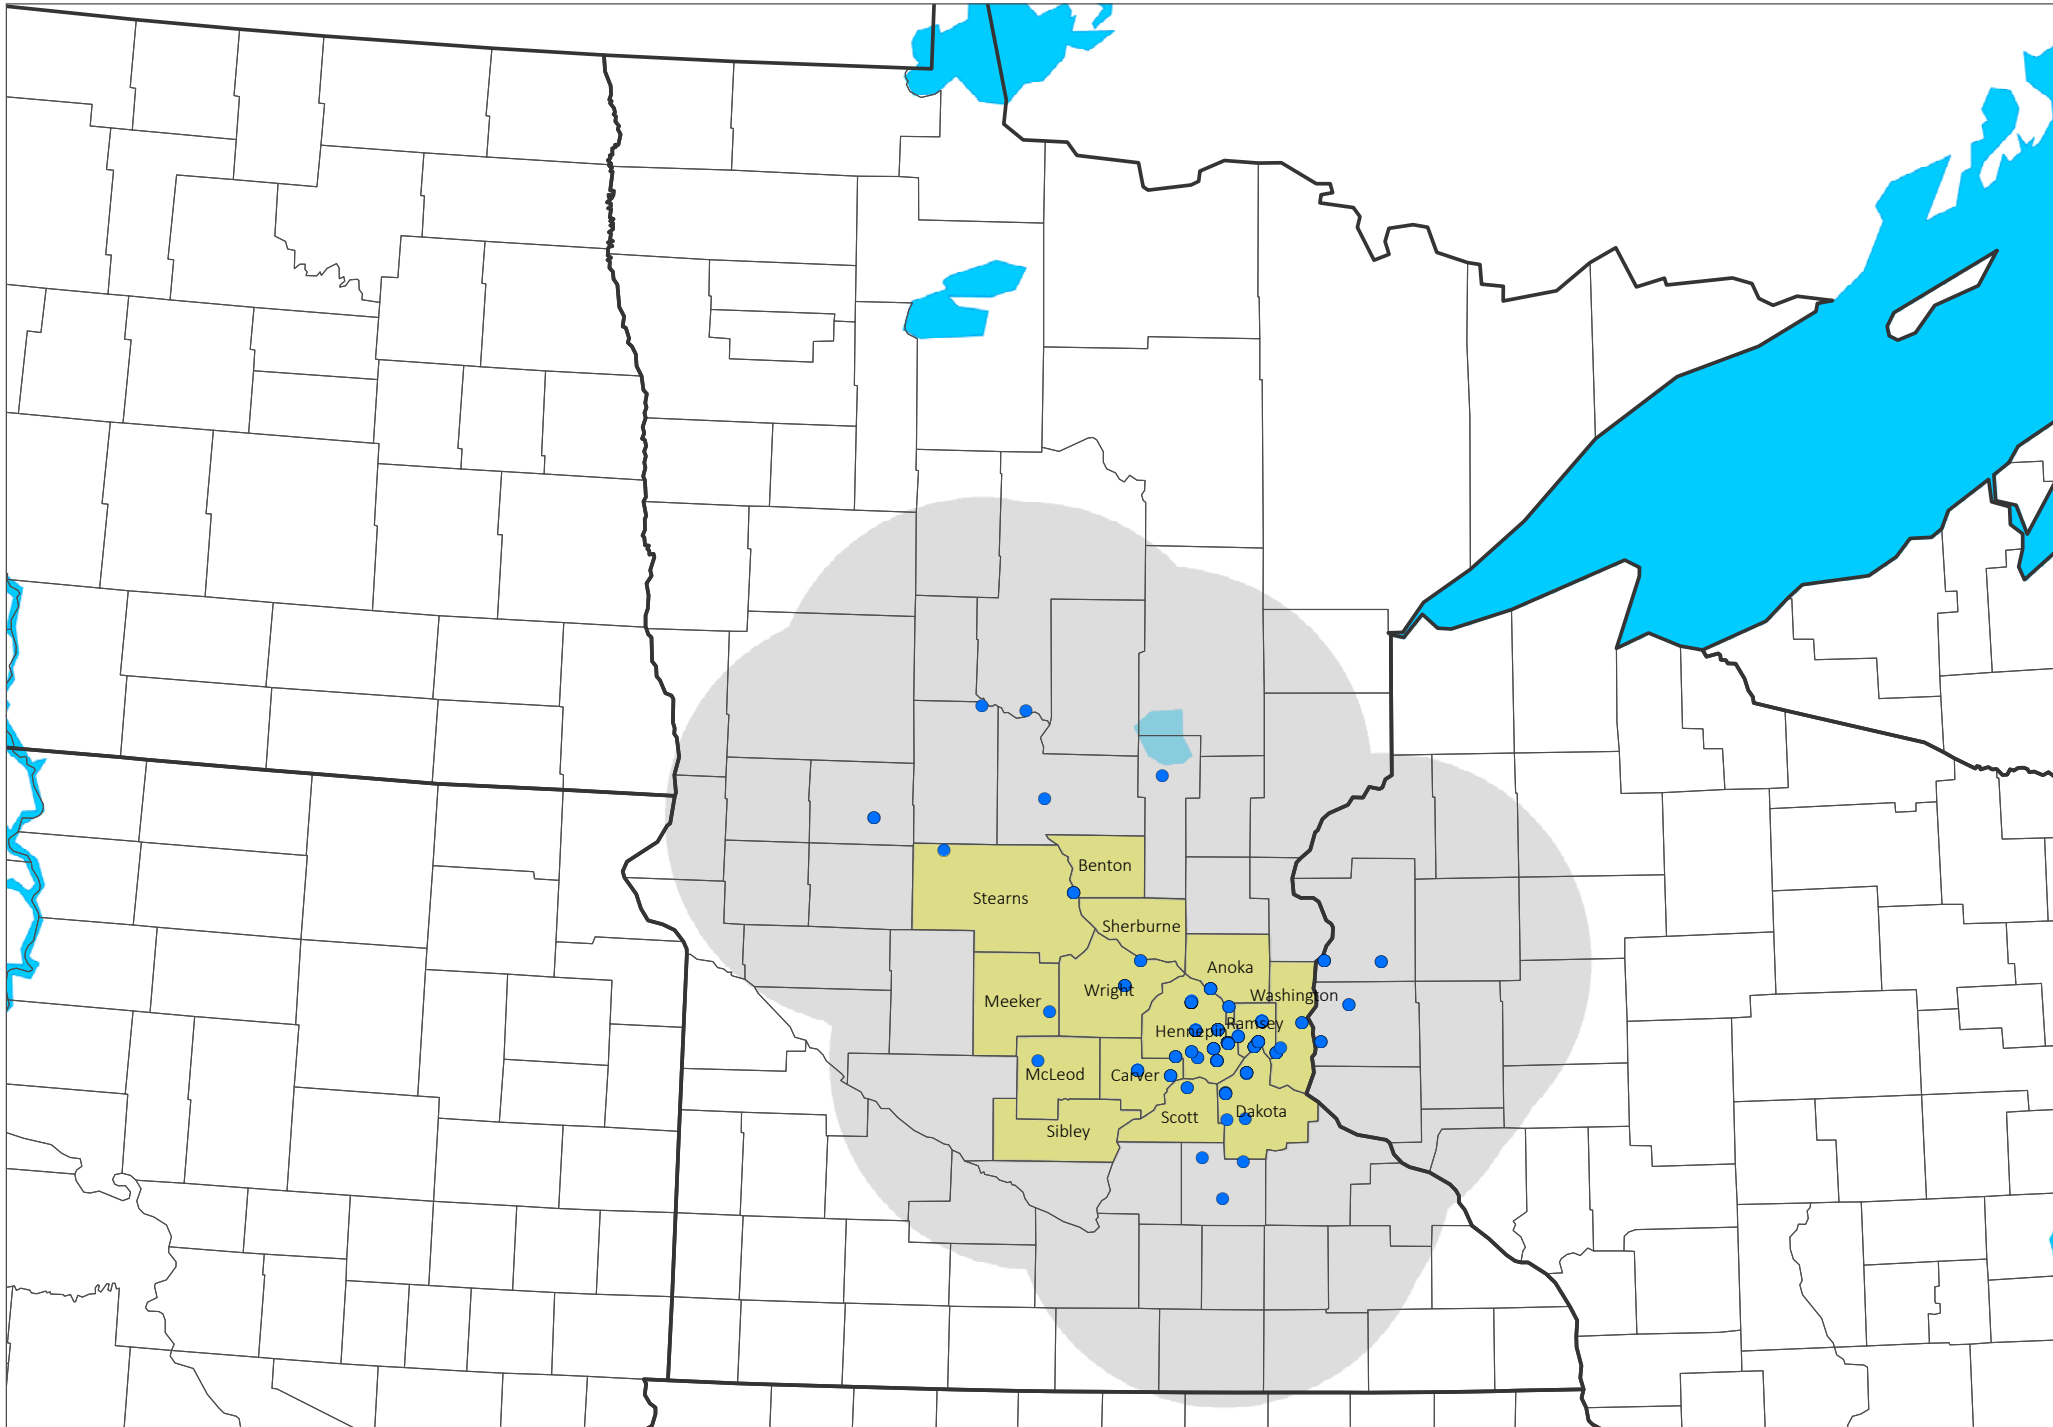 Benton
Stearns
Sherburne
Anoka
Wright
Washington
Meeker
Ramsey
Hennepin
McLeod
Carver
Dakota
Scott
Sibley